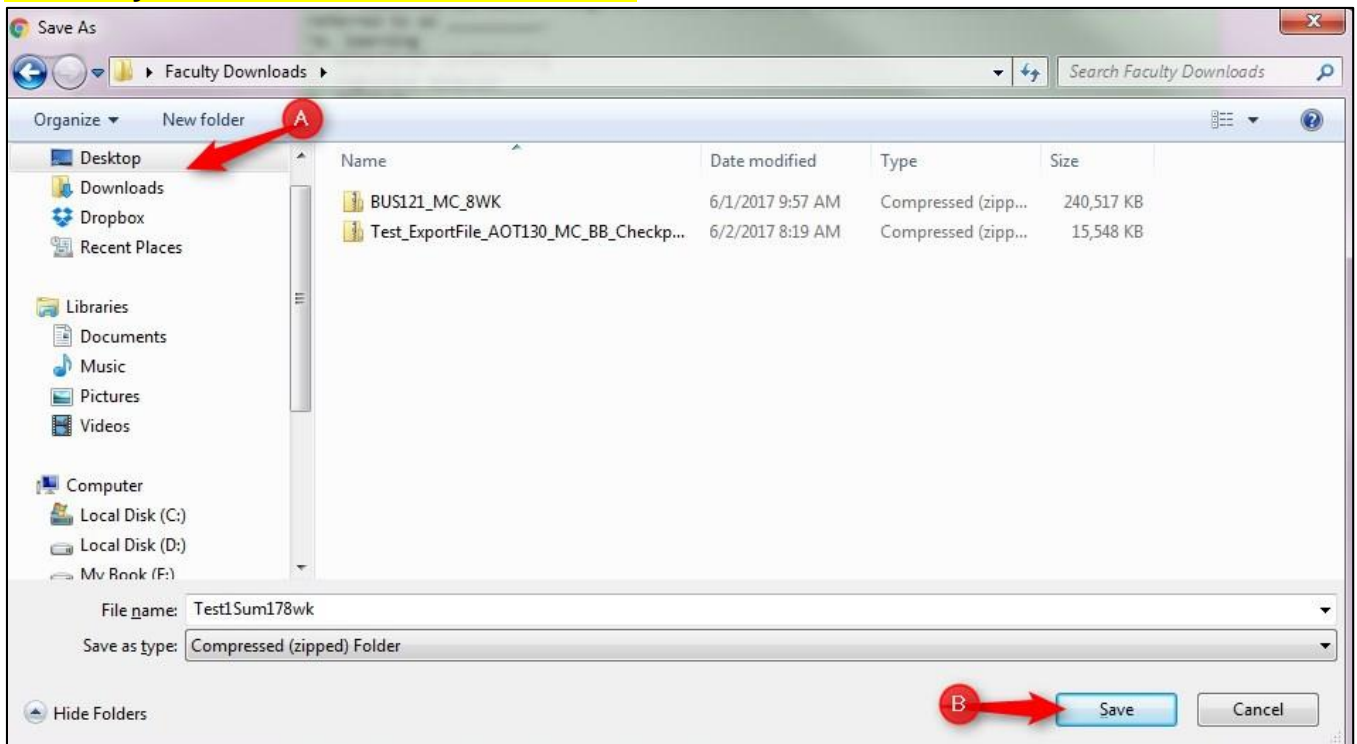 Save As
Faculty Downloads
Search Faculty Downloads
Organize
New folder
A
Desktop
Downloads
Dropbox
Recent Places
Libraries
Documents
Music
Pictures
Videos
Computer
Local Disk (C:)
Local Disk (D:)
My Book (F:)
Name Date modified Type Size
BUS121_MC_8WK 6/1/2017 9:57 AM Compressed (zipp... 240,517 KB
Test_ExportFile_AOT130_MC_BB_Checkp... 6/2/2017 8:19 AM Compressed (zipp... 15,548 KB
File name: Test1Sum178wk
Save as type: Compressed (zipped) Folder
Hide Folders
B
Save
Cancel